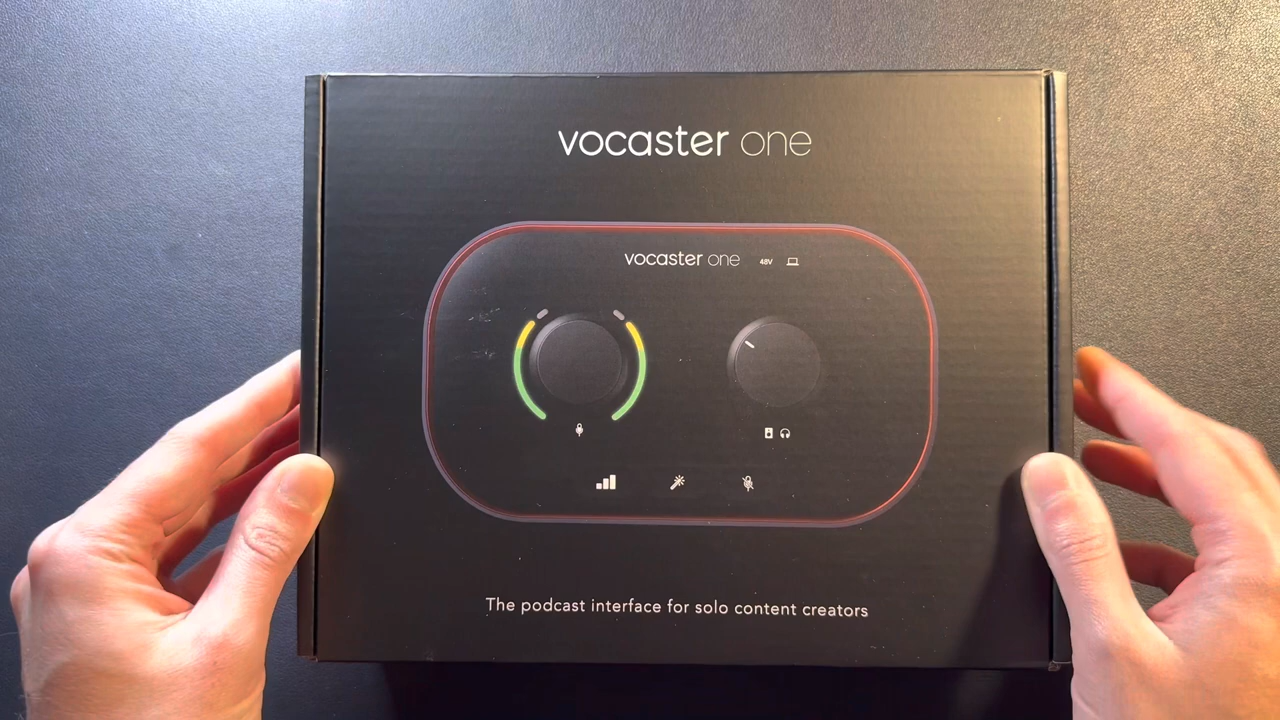 vocaster one
vocaster one 48V
The podcast interface for solo content creators